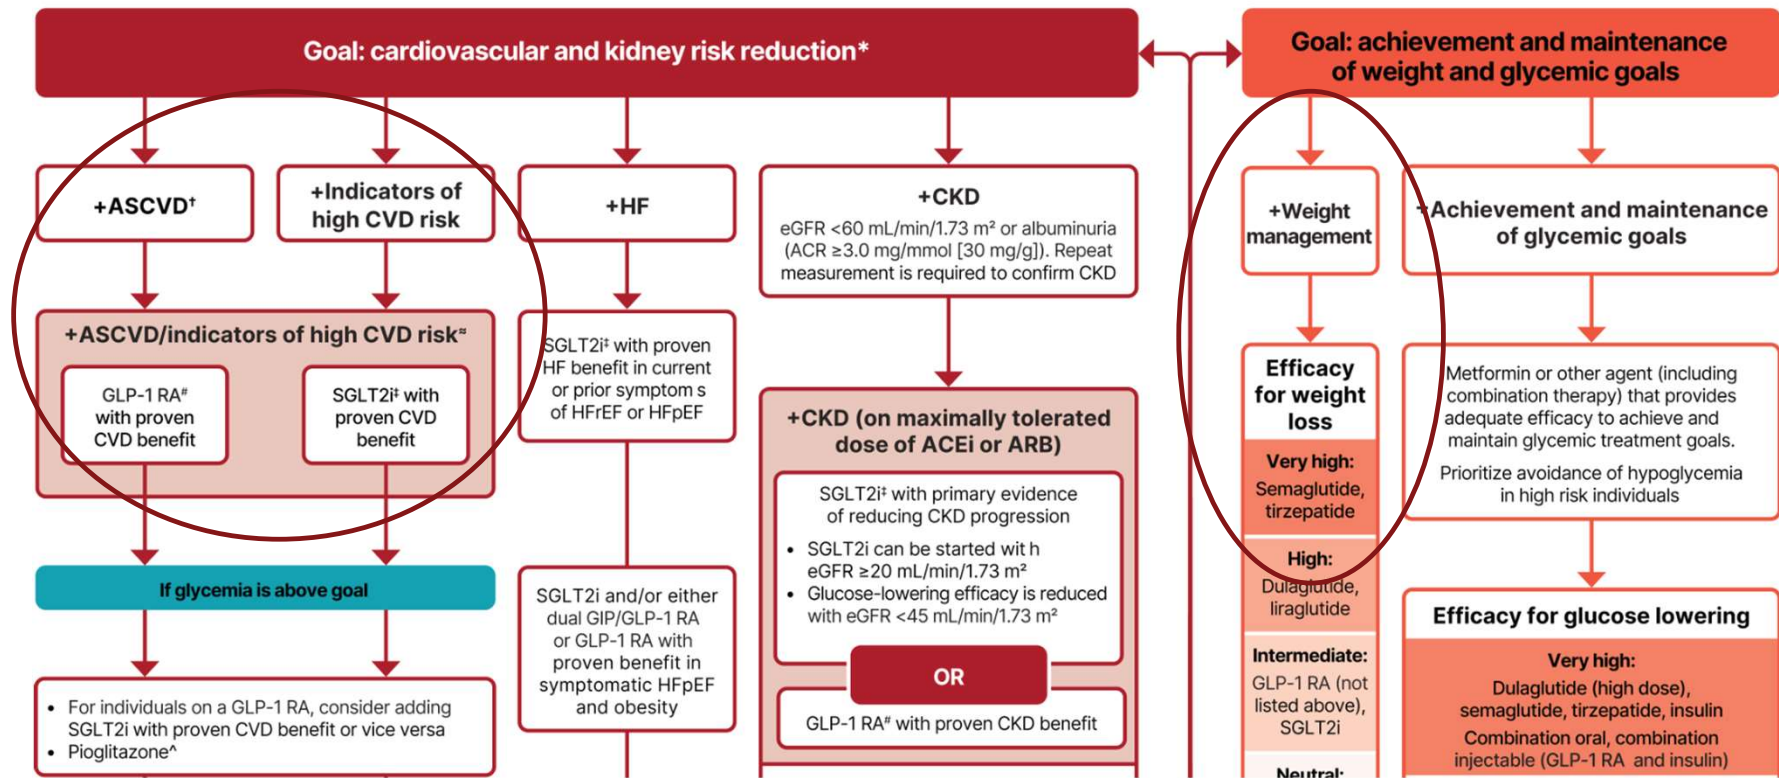 Goal: cardiovascular and kidney risk reduction*
+ASCVD†
+Indicators of
high CVD risk
+ASCVD/indicators of high CVD risk≈
GLP-1 RA#
with proven
CVD benefit
SGLT2i‡ with
proven CVD
benefit
If glycemia is above goal
• For individuals on a GLP-1 RA, consider adding
SGLT2i with proven CVD benefit or vice versa
• Pioglitazone^
+HF
SGLT2i‡ with proven
HF benefit in current
or prior symptom s
of HFrEF or HFpEF
SGLT2i and/or either
dual GIP/GLP-1 RA
or GLP-1 RA with
proven benefit in
symptomatic HFpEF
and obesity
+CKD
eGFR <60 mL/min/1.73 m² or albuminuria
(ACR ≥3.0 mg/mmol [30 mg/g]). Repeat
measurement is required to confirm CKD
+CKD (on maximally tolerated
dose of ACEi or ARB)
SGLT2i‡ with primary evidence
of reducing CKD progression
• SGLT2i can be started wit h
eGFR ≥20 mL/min/1.73 m²
• Glucose-lowering efficacy is reduced
with eGFR <45 mL/min/1.73 m²
OR
GLP-1 RA# with proven CKD benefit
Goal: achievement and maintenance
of weight and glycemic goals
+Weight
management
Efficacy
for weight
loss
Very high:
Semaglutide,
tirzepatide
High:
Dulaglutide,
liraglutide
Intermediate:
GLP-1 RA (not
listed above),
SGLT2i
Neutral:
+Achievement and maintenance
of glycemic goals
Metformin or other agent (including
combination therapy) that provides
adequate efficacy to achieve and
maintain glycemic treatment goals.
Prioritize avoidance of hypoglycemia
in high risk individuals
Efficacy for glucose lowering
Very high:
Dulaglutide (high dose),
semaglutide, tirzepatide, insulin
Combination oral, combination
injectable (GLP-1 RA and insulin)